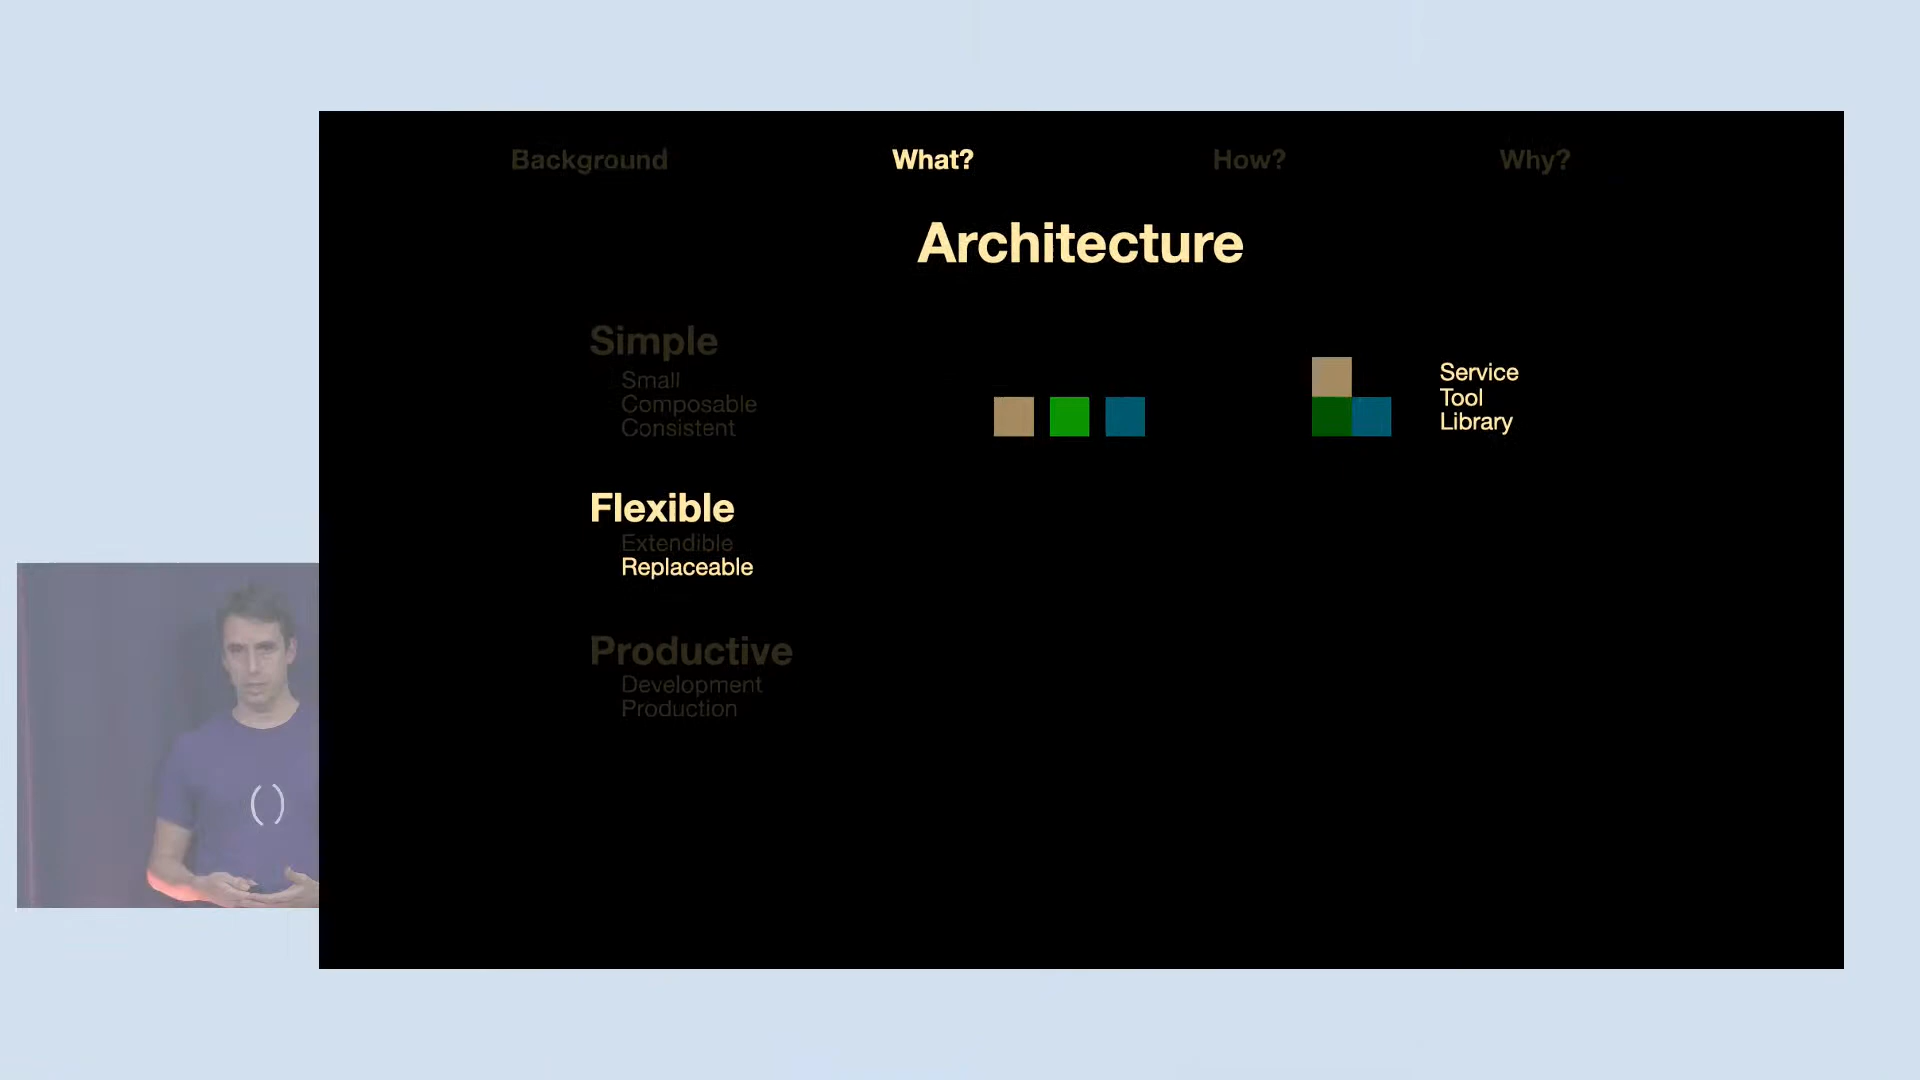 Background What? How? Why?
Architecture
Simple
Small
Composable
Consistent
Service
Tool
Library
Flexible
Extendible
Replaceable
Productive
Development
Production
( )